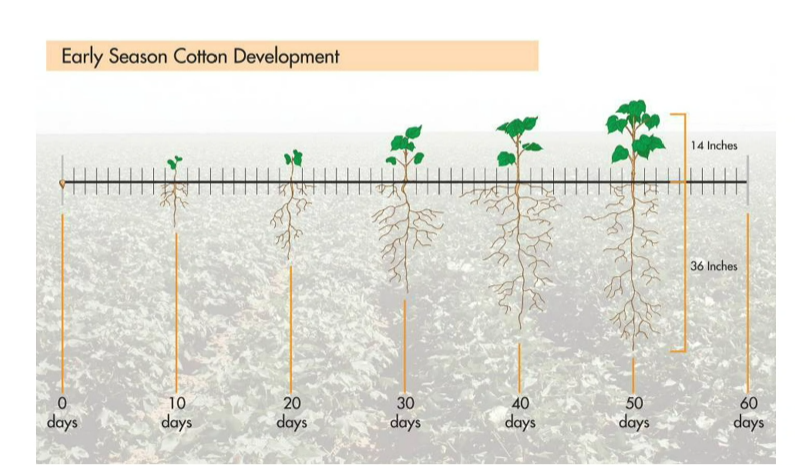 Early Season Cotton Development
14 Inches
36 Inches
0 10 20 30 40 50 60
days days days days days days days